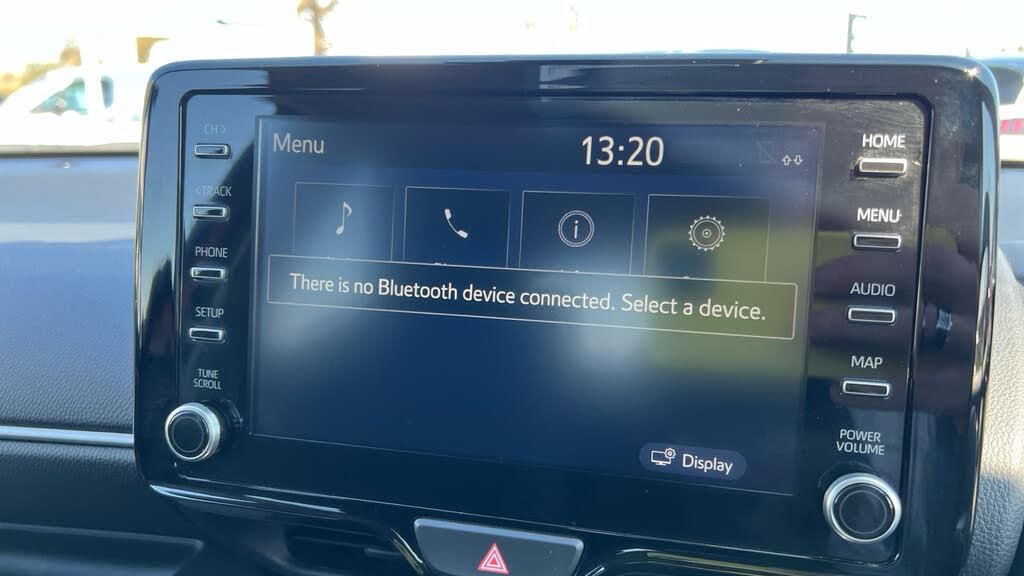 CH >
< TRACK
PHONE
SETUP
TUNE
SCROLL
Menu
13:20
There is no Bluetooth device connected. Select a device.
Display
HOME
MENU
AUDIO
MAP
POWER
VOLUME